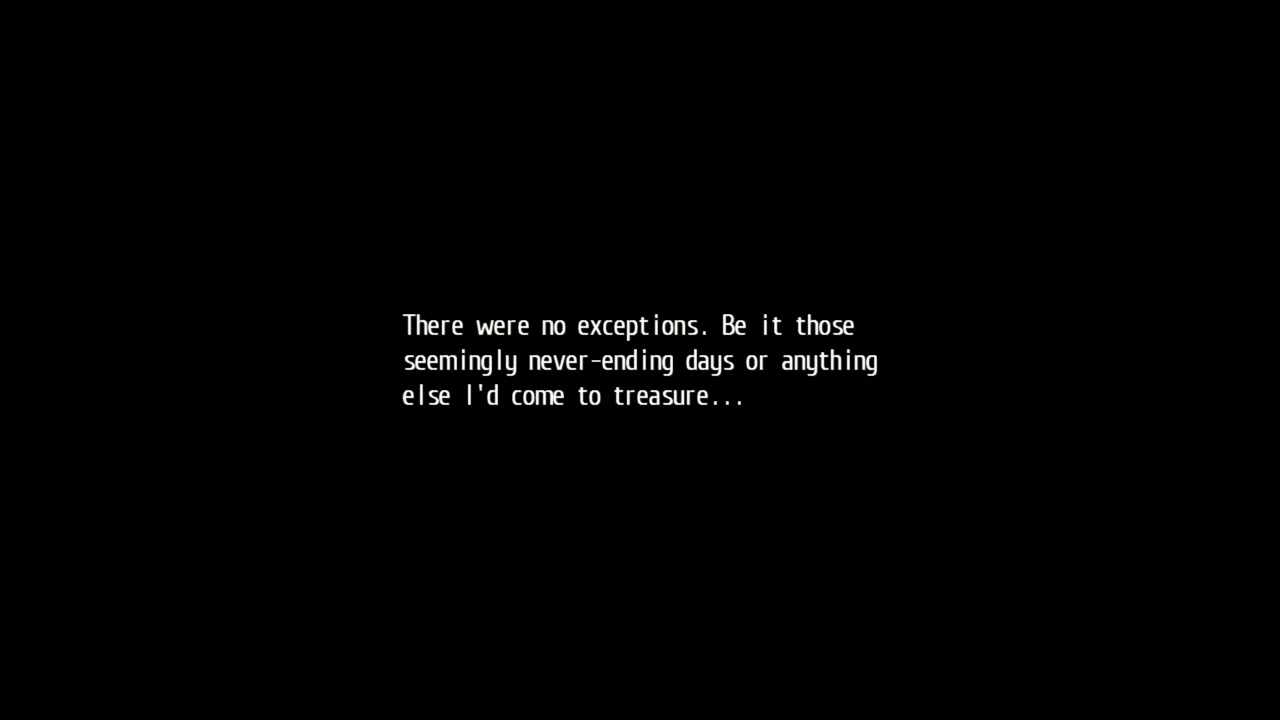 There were no exceptions. Be it those
seemingly never-ending days or anything
else I'd come to treasure...